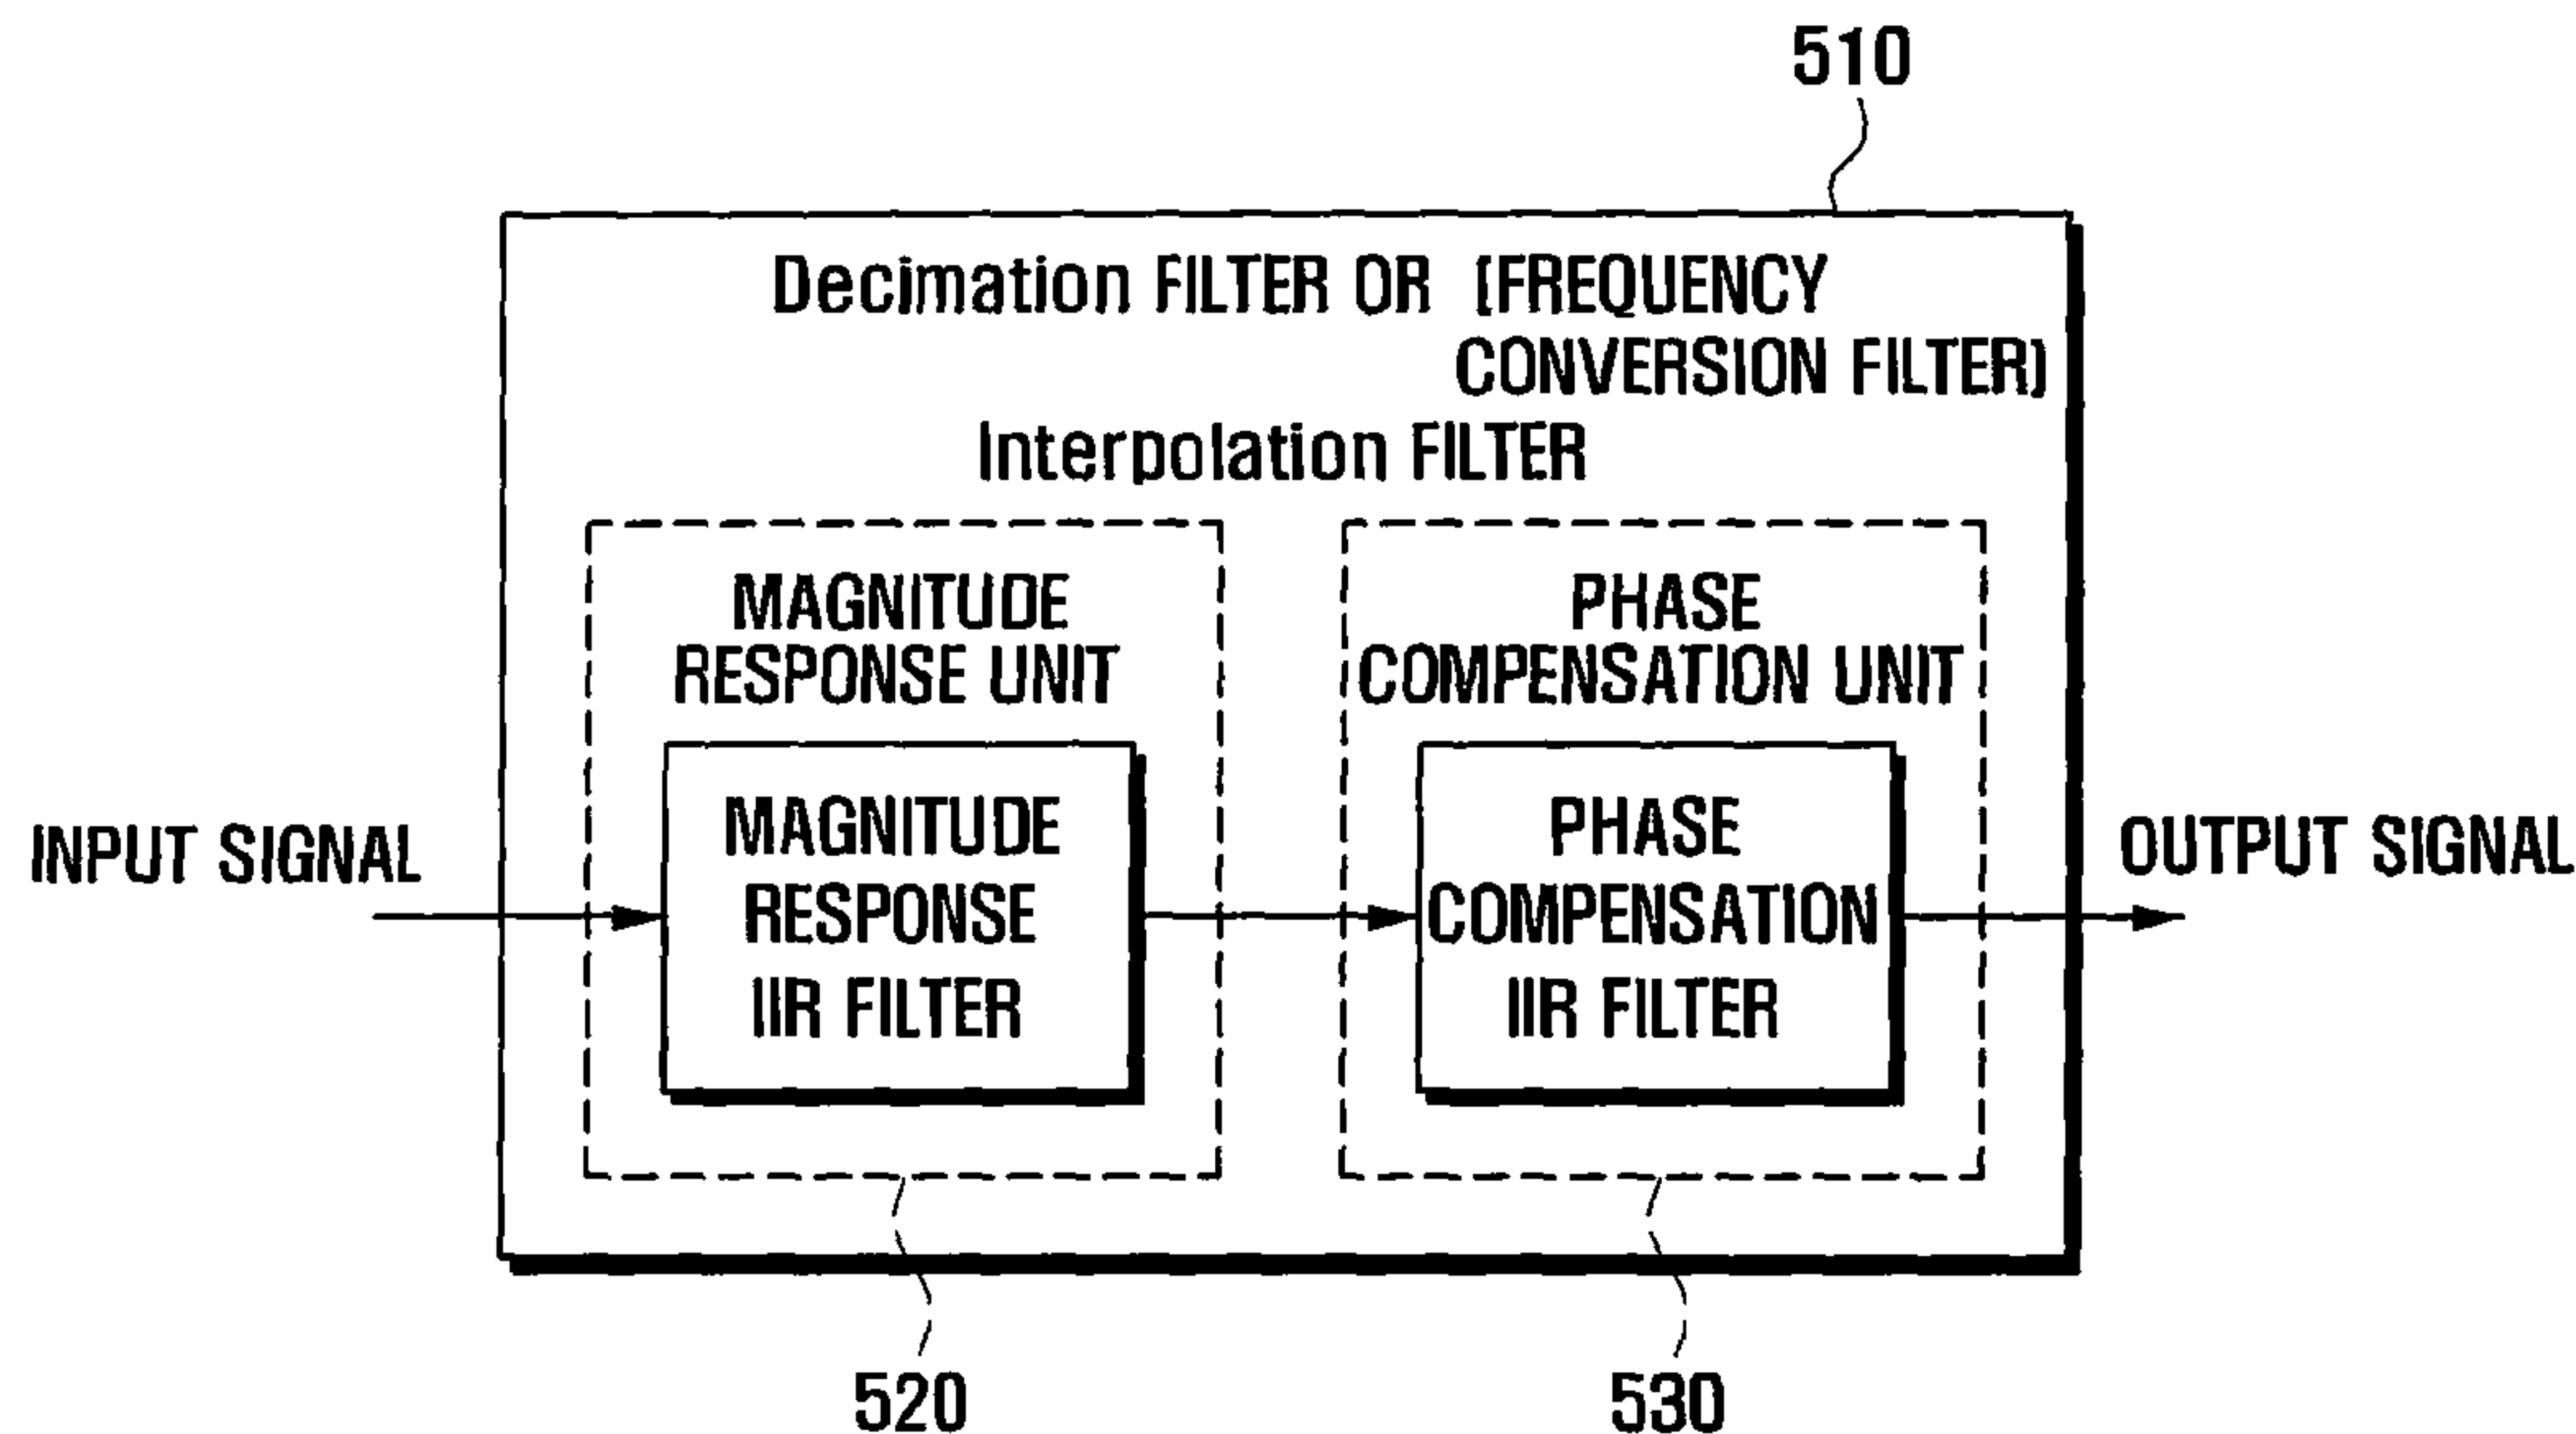 510
Decimation FILTER OR [FREQUENCY
CONVERSION FILTER]
Interpolation FILTER
MAGNITUDE
RESPONSE UNIT
PHASE
COMPENSATION UNIT
INPUT SIGNAL
MAGNITUDE
RESPONSE
IIR FILTER
PHASE
COMPENSATION
IIR FILTER
OUTPUT SIGNAL
520
530